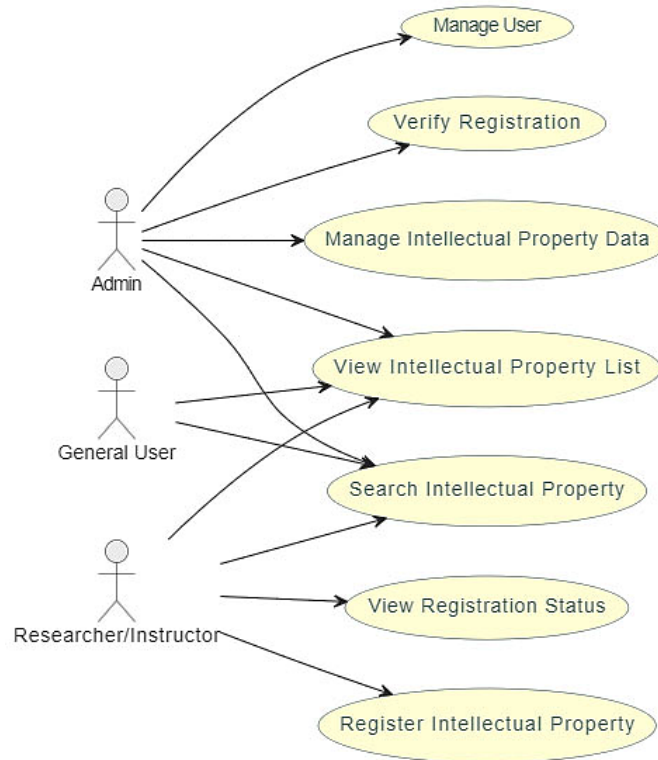 Manage User
Verify Registration
Manage Intellectual Property Data
Admin
View Intellectual Property List
General User
Search Intellectual Property
View Registration Status
Researcher/Instructor
Register Intellectual Property